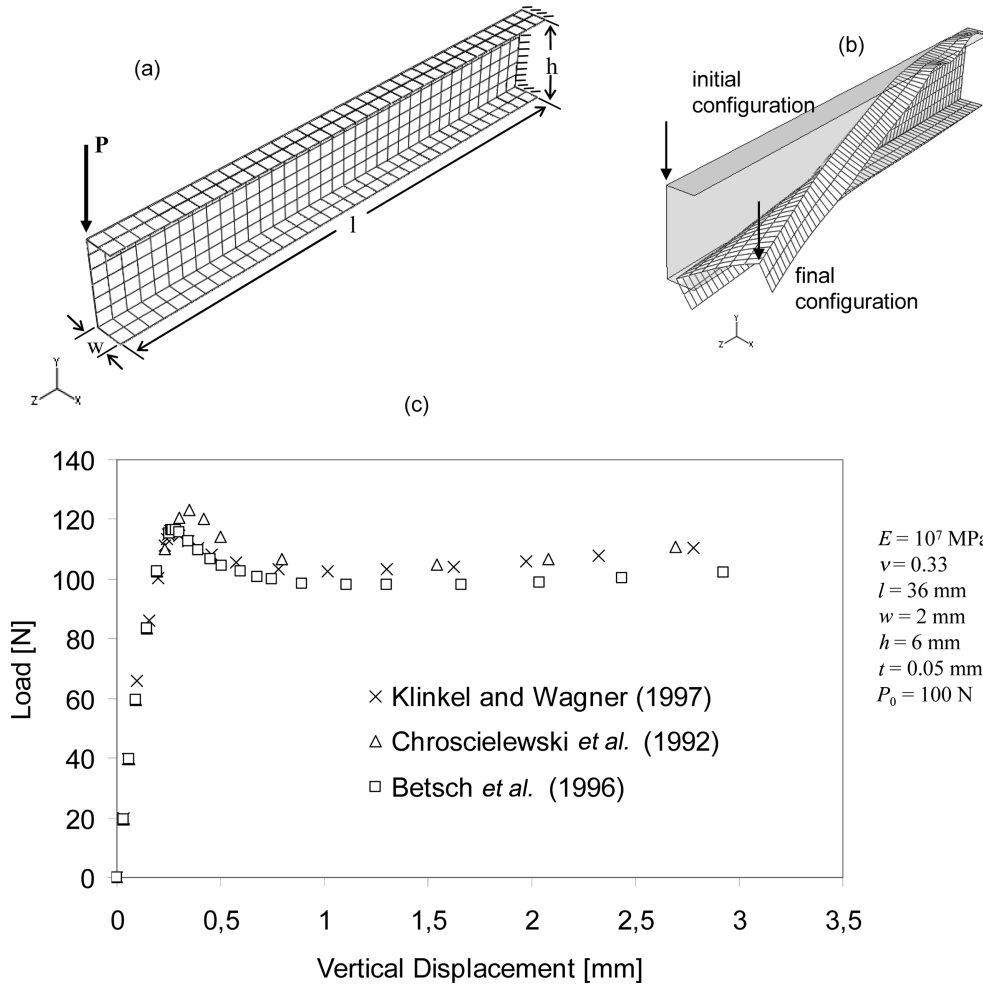 (a)
P
h
l
w
Y
Z
X
(b)
initial
configuration
final
configuration
Y
Z
X
(c)
140
120
100
80
60
40
20
0
Load [N]
0
0,5
1
1,5
2
2,5
3
3,5
Vertical Displacement [mm]
Klinkel and Wagner (1997)
Chroscielewski et al. (1992)
Betsch et al. (1996)
E = 10⁷ MPa
ν = 0.33
l = 36 mm
w = 2 mm
h = 6 mm
t = 0.05 mm
P₀ = 100 N